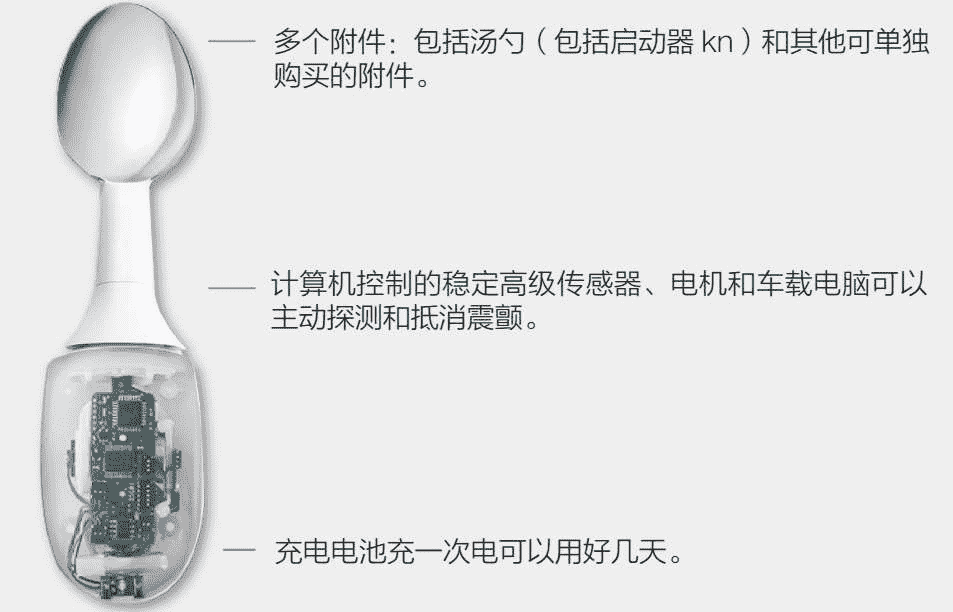 多个附件：包括汤勺（包括启动器 kn）和其他可单独
购买的附件。
计算机控制的稳定高级传感器、电机和车载电脑可以
主动探测和抵消震颤。
充电电池充一次电可以用好几天。